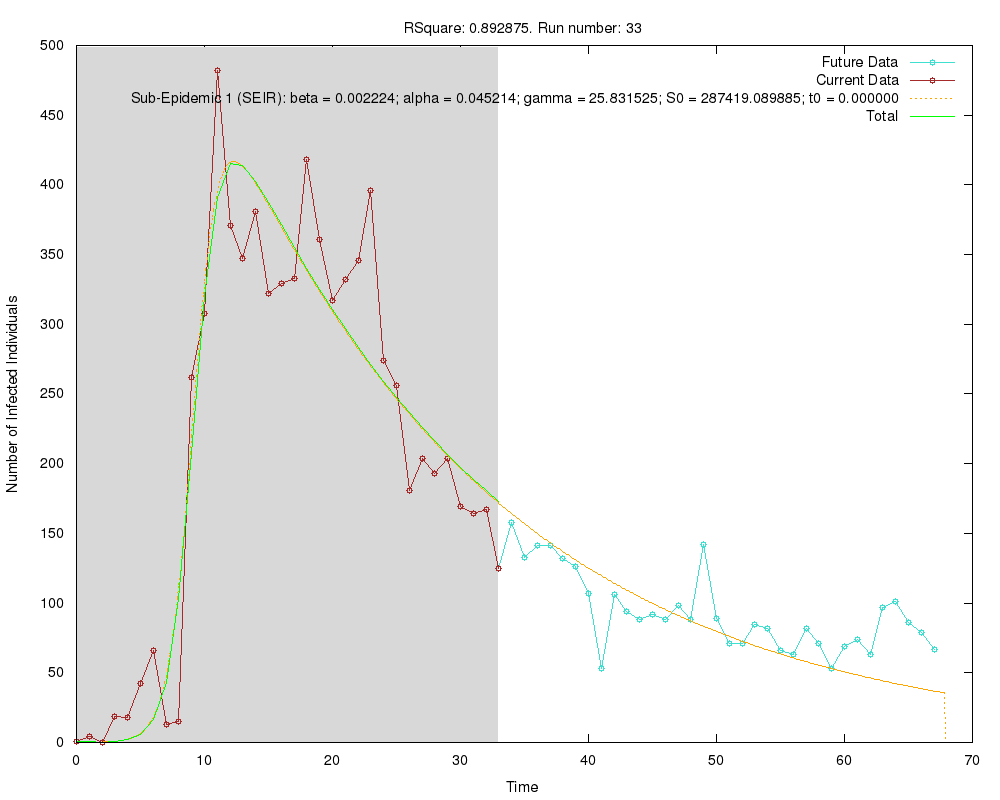 RSquare: 0.892875. Run number: 33
500
450
400
350
300
250
200
150
100
50
0
Number of Infected Individuals
Future Data
Current Data
Sub-Epidemic 1 (SEIR): beta = 0.002224; alpha = 0.045214; gamma = 25.831525; S0 = 287419.089885; t0 = 0.000000
Total
0 10 20 30 40 50 60 70
Time